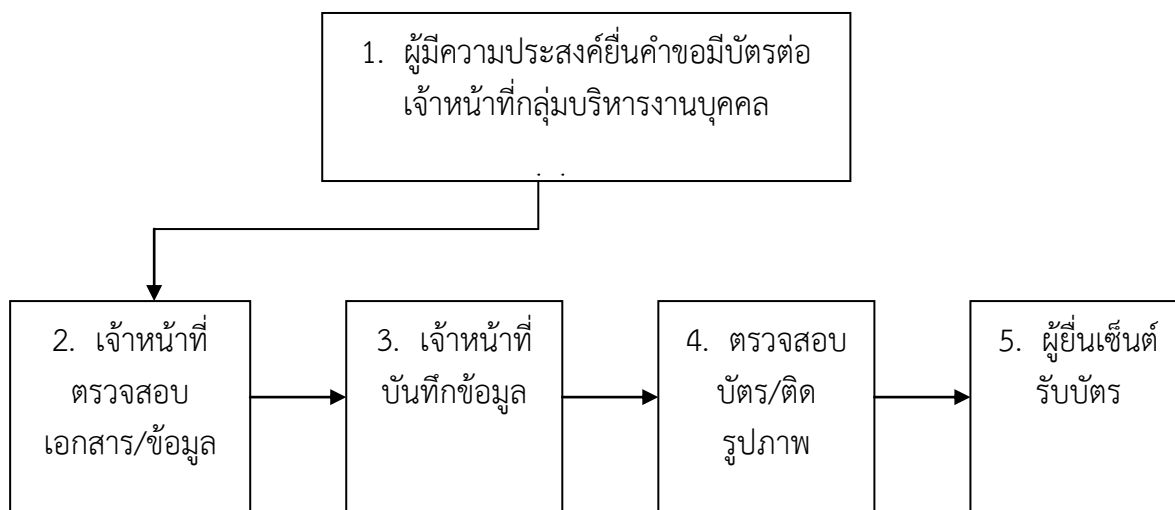 1. ผู้มีความประสงค์ยื่นคำขอมีบัตรต่อ
เจ้าหน้าที่กลุ่มบริหารงานบุคคล
2. เจ้าหน้าที่
ตรวจสอบ
เอกสาร/ข้อมูล
3. เจ้าหน้าที่
บันทึกข้อมูล
4. ตรวจสอบ
บัตร/ติด
รูปภาพ
5. ผู้ยื่นเซ็นต์
รับบัตร